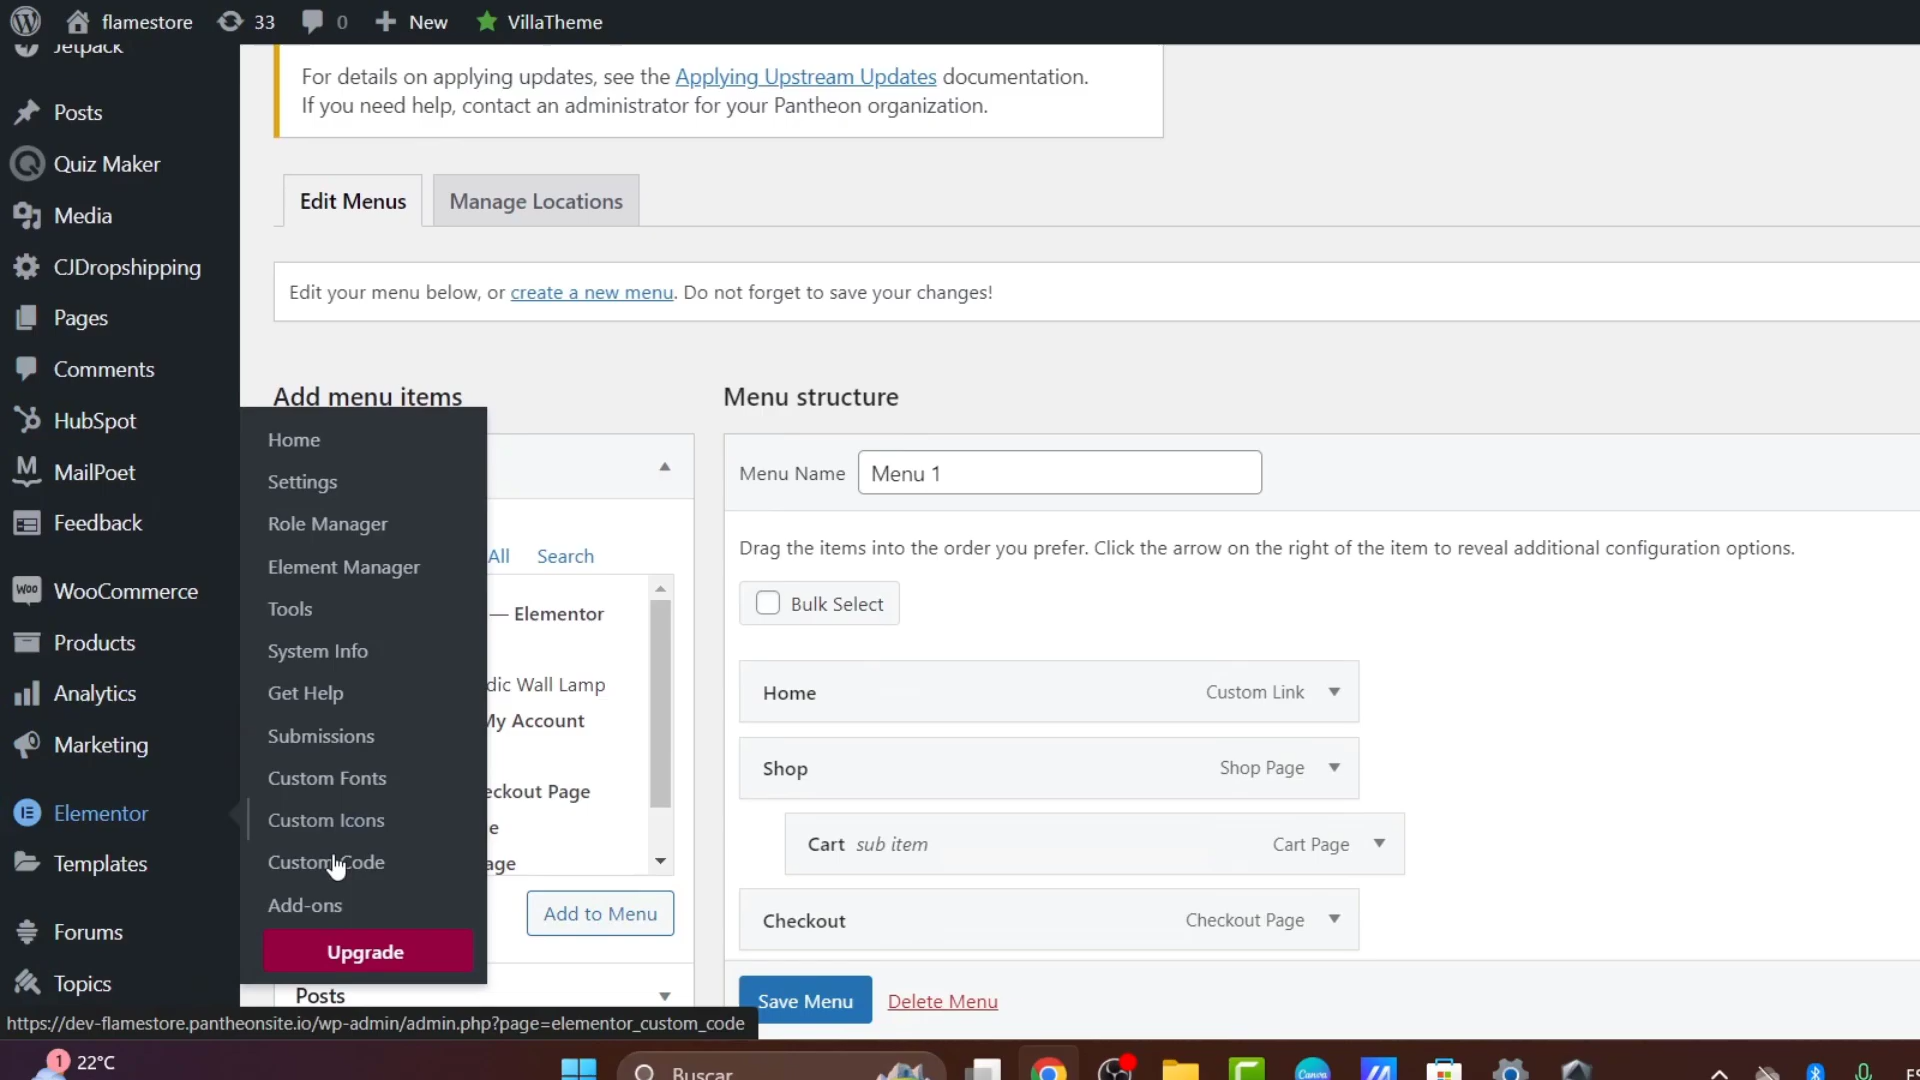 flamestore 33 0 New VillaTheme
Jetpack
Posts
Quiz Maker
Media
CJDropshipping
Pages
Comments
HubSpot
MailPoet
Feedback
WooCommerce
Products
Analytics
Marketing
Elementor
Templates
Forums
Topics
For details on applying updates, see the Applying Upstream Updates documentation.
If you need help, contact an administrator for your Pantheon organization.
Edit Menus
Manage Locations
Edit your menu below, or create a new menu. Do not forget to save your changes!
Add menu items
Home
Settings
Role Manager
Element Manager
Tools
System Info
Get Help
Submissions
Custom Fonts
Custom Icons
Custom Code
Add-ons
Upgrade
All Search
— Elementor
dic Wall Lamp
My Account
eckout Page
e
age
Add to Menu
Posts
Menu structure
Menu Name Menu 1
Drag the items into the order you prefer. Click the arrow on the right of the item to reveal additional configuration options.
Bulk Select
Home Custom Link
Shop Shop Page
Cart sub item Cart Page
Checkout Checkout Page
Save Menu Delete Menu
https://dev-flamestore.pantheonsite.io/wp-admin/admin.php?page=elementor_custom_code
1 22°C
Buscar
Canva